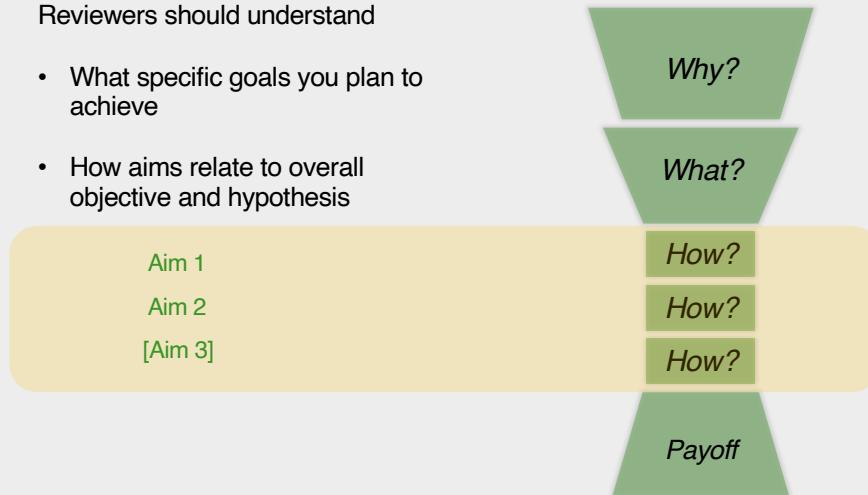 Reviewers should understand
• What specific goals you plan to
achieve
• How aims relate to overall
objective and hypothesis
Aim 1
Aim 2
[Aim 3]
Why?
What?
How?
How?
How?
Payoff